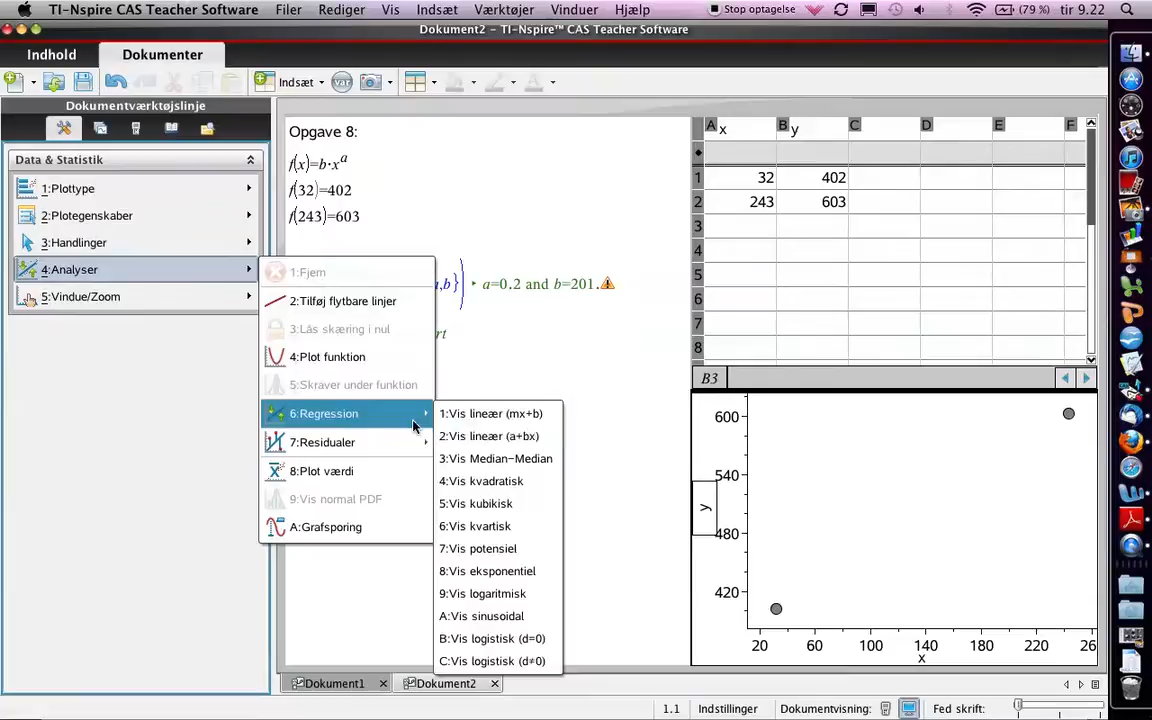 TI-Nspire CAS Teacher Software Filer Rediger Vis Indsæt Værktøjer Vinduer Hjælp Stop optagelse (79 %) tir 9.22
Dokument2 - TI-Nspire™ CAS Teacher Software
Indhold Dokumenter
Indsæt var
Dokumentværktøjslinje
Data & Statistik
1:Plottype
2:Plotegenskaber
3:Handlinger
4:Analyser
5:Vindue/Zoom
1:Fjern
2:Tilføj flytbare linjer
3:Lås skæring i nul
4:Plot funktion
5:Skraver under funktion
6:Regression
7:Residualer
8:Plot værdi
9:Vis normal PDF
A:Grafsporing
1:Vis lineær (mx+b)
2:Vis lineær (a+bx)
3:Vis Median-Median
4:Vis kvadratisk
5:Vis kubikisk
6:Vis kvartisk
7:Vis potensiel
8:Vis eksponentiel
9:Vis logaritmisk
A:Vis sinusoidal
B:Vis logistisk (d=0)
C:Vis logistisk (d≠0)
Opgave 8:
f(x)=b·xᵃ
f(32)=402
f(243)=603
,b}) ▸ a=0.2 and b=201.
rt
A x B y C D E F
1 32 402
2 243 603
3
4
5
6
7
8
B3
600
540
480
420
y
20 60 100 140 180 220 26
x
Dokument1 Dokument2
1.1 Indstillinger Dokumentvisning: Fed skrift: